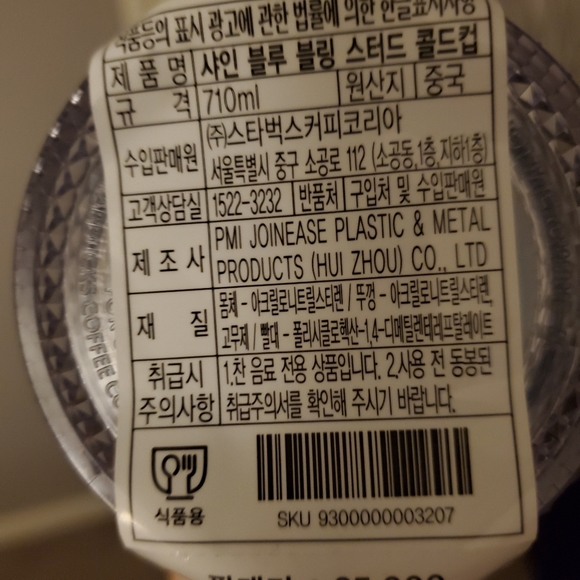 식품등의 표시 광고에 관한 법률에 의한 한글표시사항
제 품 명 샤인 블루 블링 스터드 콜드컵
규 격 710ml 원산지 중국
수입판매원 (주)스타벅스커피코리아
서울특별시 중구 소공로 112 (소공동,1층,지하1층)
고객상담실 1522-3232 반품처 구입처 및 수입판매원
제 조 사 PMI JOINEASE PLASTIC & METAL
PRODUCTS (HUI ZHOU) CO., LTD
재 질 몸체 - 아크릴로니트릴스티렌 / 뚜껑 - 아크릴로니트릴스티렌,
고무제 / 빨대 - 폴리시클로헥산-1,4-디메틸렌테레프탈레이트
취급시 주의사항 1.찬 음료 전용 상품입니다. 2.사용 전 동봉된
취급주의서를 확인해 주시기 바랍니다.
식품용
SKU 9300000003207
COFFEE